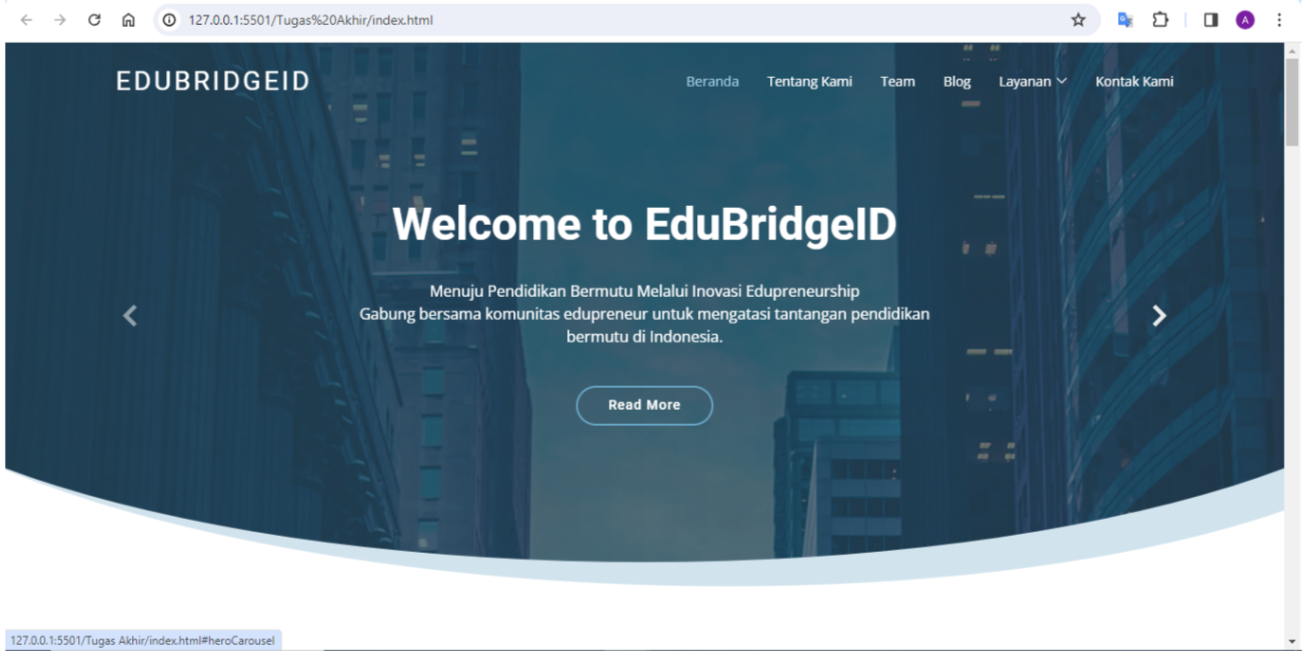 127.0.0.1:5501/Tugas%20Akhir/index.html
A
EDUBRIDGEID
Beranda Tentang Kami Team Blog Layanan Kontak Kami
Welcome to EduBridgeID
Menuju Pendidikan Bermutu Melalui Inovasi Edupreneurship
Gabung bersama komunitas edupreneur untuk mengatasi tantangan pendidikan
bermutu di Indonesia.
Read More
127.0.0.1:5501/Tugas Akhir/index.html#heroCarousel